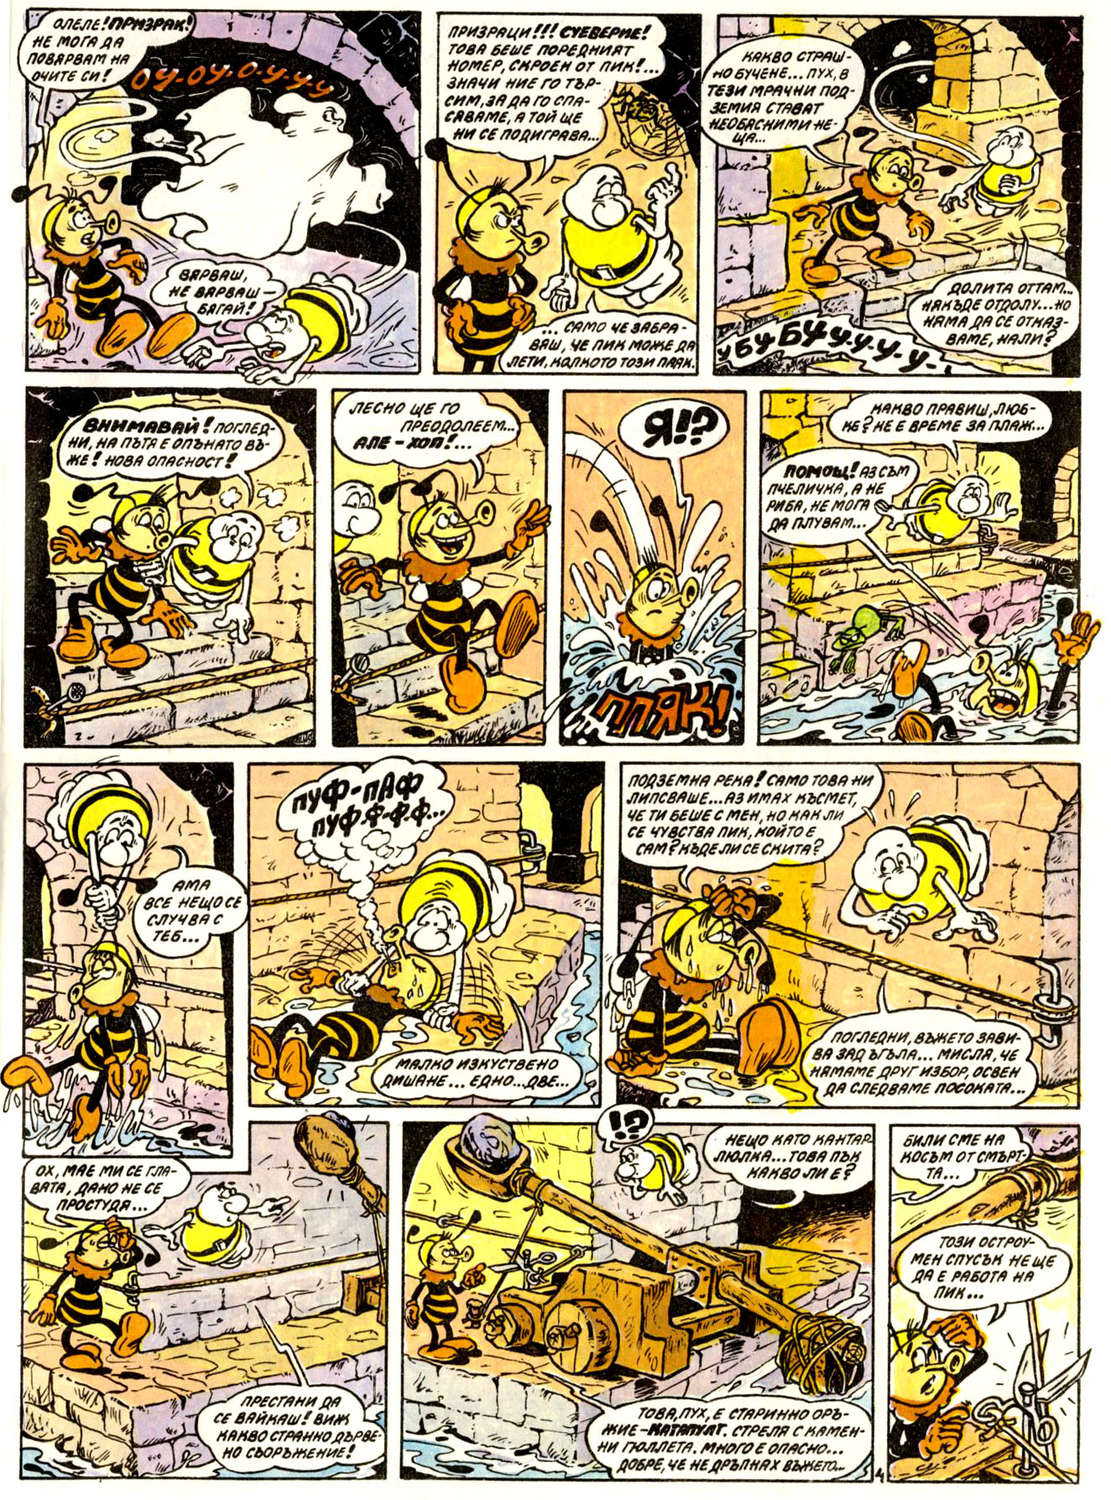 ОЛЕЛЕ! ПРИЗРАК!
НЕ МОГА ДА
ПОВЯРВАМ НА
ОЧИТЕ СИ!
ОУ-ОУ-О-У-У-У
ВЯРВАШ,
НЕ ВЯРВАШ —
БЯГАЙ!
ПРИЗРАЦИ!!! СУЕВЕРИЕ!
ТОВА БЕШЕ ПОРЕДНИЯТ
НОМЕР, СКРОЕН ОТ ПИК!...
ЗНАЧИ НИЕ ГО ТЪР-
СИМ, ЗА ДА ГО СПА-
СЯВАМЕ, А ТОЙ ЩЕ
НИ СЕ ПОДИГРАВА...
... САМО ЧЕ ЗАБРА-
ВЯШ, ЧЕ ПИК МОЖЕ ДА
ЛЕТИ, КОЛКОТО ТОЗИ ПАЯК.
КАКВО СТРАШ-
НО БУЧЕНЕ... ПУХ, В
ТЕЗИ МРАЧНИ ПОД-
ЗЕМИЯ СТАВАТ
НЕОБЯСНИМИ НЕ-
ЩА...
ДОЛИТА ОТТАМ...
НЯКЪДЕ ОТДОЛУ... НО
НЯМА ДА СЕ ОТКАЗ-
ВАМЕ, НАЛИ?
УБУ-БУ-У-У-У-У-У-
ВНИМАВАЙ! ПОГЛЕД-
НИ, НА ПЪТЯ Е ОПЪНАТО ВЪ-
ЖЕ! НОВА ОПАСНОСТ!
ЛЕСНО ЩЕ ГО
ПРЕОДОЛЕЕМ...
АЛЕ - ХОП!...
Я!?
ПЛЯК!
КАКВО ПРАВИШ, ЛЮБ-
КЕ? НЕ Е ВРЕМЕ ЗА ПЛАЖ...
ПОМОЩ! АЗ СЪМ
ПЧЕЛИЧКА, А НЕ
РИБА, НЕ МОГА
ДА ПЛУВАМ...
АМА
ВСЕ НЕЩО СЕ
СЛУЧВА С
ТЕБ...
ПУФ-ПАФ
ПУФ-Ф-Ф-Ф...
МАЛКО ИЗКУСТВЕНО
ДИШАНЕ... ЕДНО... ДВЕ...
ПОДЗЕМНА РЕКА! САМО ТОВА НИ
ЛИПСВАШЕ... АЗ ИМАХ КЪСМЕТ,
ЧЕ ТИ БЕШЕ С МЕН, НО КАК ЛИ
СЕ ЧУВСТВА ПИК, КОЙТО Е
САМ? КЪДЕ ЛИ СЕ СКИТА?
ПОГЛЕДНИ, ВЪЖЕТО ЗАВИ-
ВА ЗАД ЪГЪЛА... МИСЛЯ, ЧЕ
НЯМАМЕ ДРУГ ИЗБОР, ОСВЕН
ДА СЛЕДВАМЕ ПОСОКАТА...
ОХ, МАЕ МИ СЕ ГЛА-
ВАТА, ДАНО НЕ СЕ
ПРОСТУДЯ...
ПРЕСТАНИ ДА
СЕ ВАЙКАШ! ВИЖ
КАКВО СТРАННО ДЪРВЕ-
НО СЪОРЪЖЕНИЕ!
!?
НЕЩО КАТО КАНТАР
ЛЮЛКА... ТОВА ПЪК
КАКВО ЛИ Е?
ТОВА, ПУХ, Е СТАРИННО ОРЪ-
ЖИЕ - КАТАПУЛТ. СТРЕЛЯ С КАМЕН-
НИ ГЮЛЛЕТА. МНОГО Е ОПАСНО...
ДОБРЕ, ЧЕ НЕ ДРЪПНАХ ВЪЖЕТО...
4
БИЛИ СМЕ НА
КОСЪМ ОТ СМЪРТ-
ТА...
ТОЗИ ОСТРОУ-
МЕН СПУСЪК НЕ ЩЕ
ДА Е РАБОТА НА
ПИК...